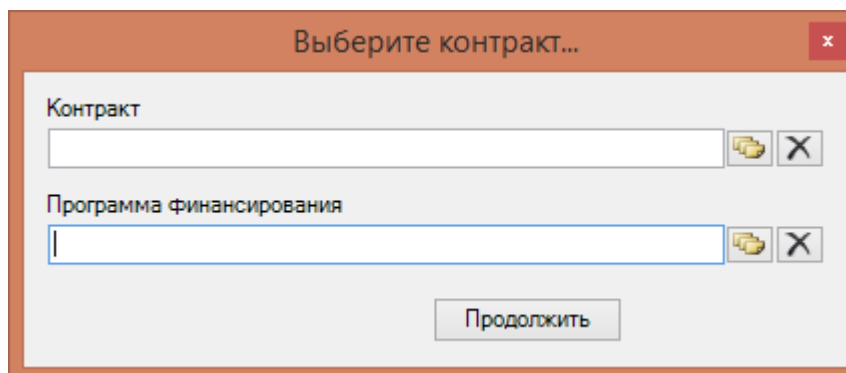 Выберите контракт...
x
Контракт
Программа финансирования
Продолжить